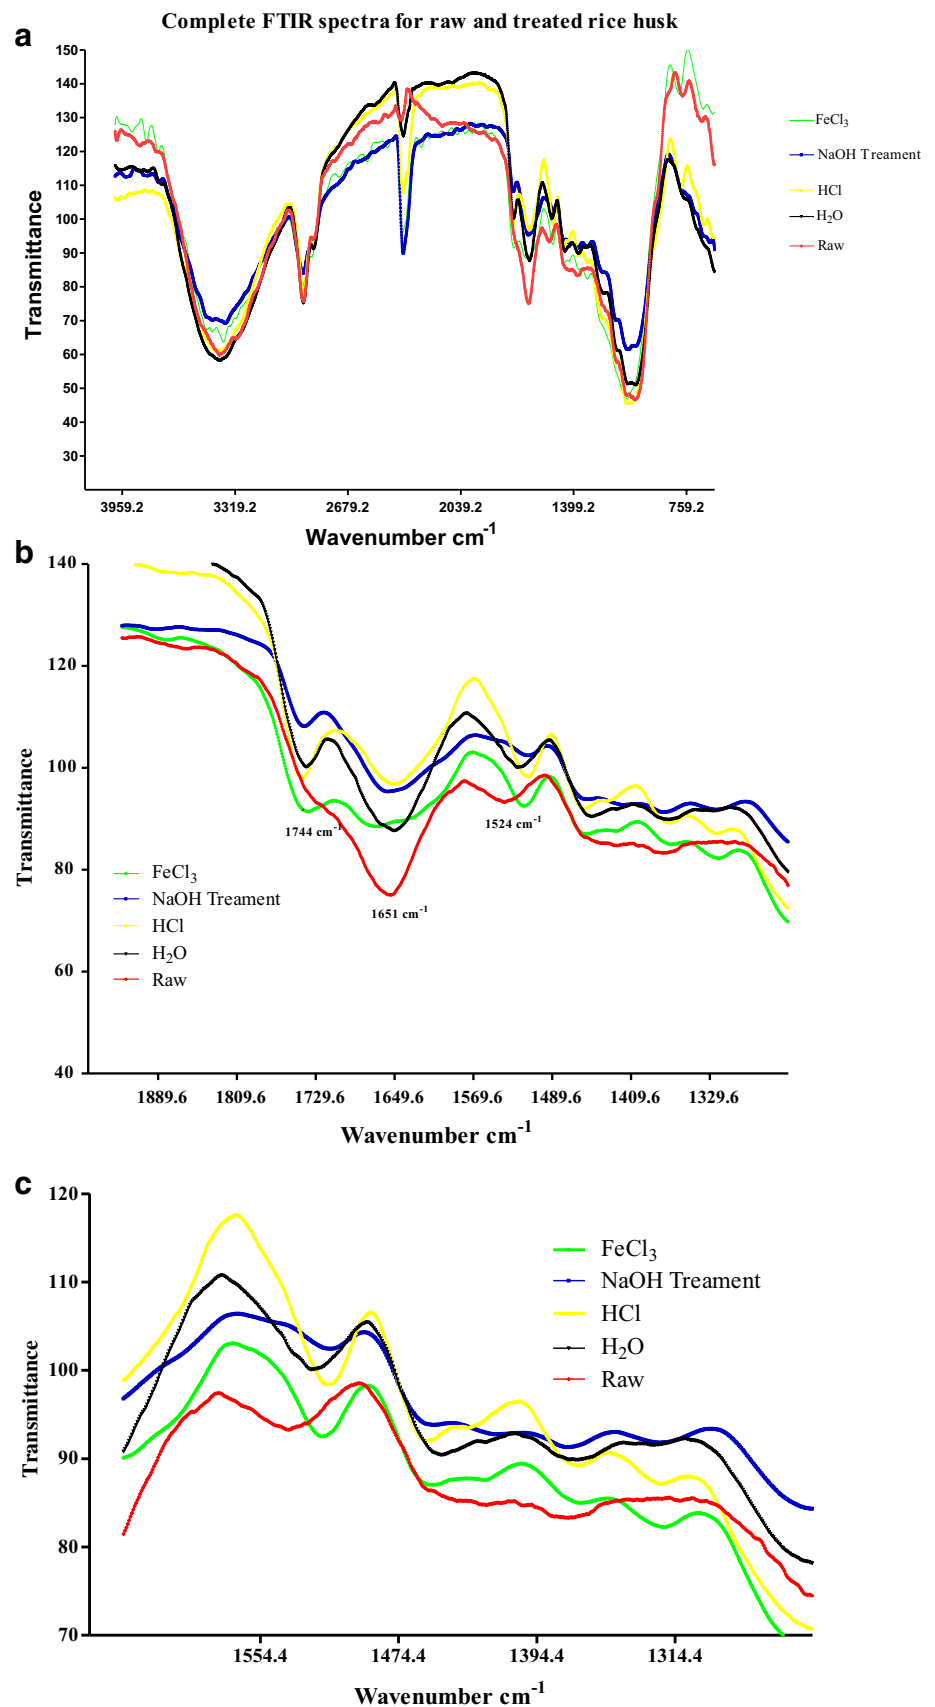 Complete FTIR spectra for raw and treated rice husk
a
150
140
130
120
110
100
90
80
70
60
50
40
30
Transmittance
FeCl₃
NaOH Treament
HCl
H₂O
Raw
3959.2 3319.2 2679.2 2039.2 1399.2 759.2
Wavenumber cm⁻¹
b
140
120
100
80
60
40
Transmittance
1744 cm⁻¹
1524 cm⁻¹
1651 cm⁻¹
FeCl₃
NaOH Treament
HCl
H₂O
Raw
1889.6 1809.6 1729.6 1649.6 1569.6 1489.6 1409.6 1329.6
Wavenumber cm⁻¹
c
120
110
100
90
80
70
Transmittance
FeCl₃
NaOH Treament
HCl
H₂O
Raw
1554.4 1474.4 1394.4 1314.4
Wavenumber cm⁻¹